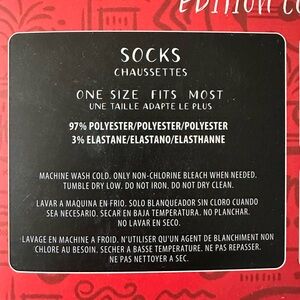 EDITION CO
SOCKS
CHAUSSETTES
ONE SIZE FITS MOST
UNE TAILLE ADAPTE LE PLUS
97% POLYESTER/POLYESTER/POLYESTER
3% ELASTANE/ELASTANO/ELASTHANNE
MACHINE WASH COLD. ONLY NON-CHLORINE BLEACH WHEN NEEDED.
TUMBLE DRY LOW. DO NOT IRON. DO NOT DRY CLEAN.
LAVAR A MAQUINA EN FRIO. SOLO BLANQUEADOR SIN CLORO CUANDO
SEA NECESARIO. SECAR EN BAJA TEMPERATURA. NO PLANCHAR.
NO LAVAR EN SECO.
LAVAGE EN MACHINE A FROID. N'UTILISER QU'UN AGENT DE BLANCHIMENT NON
CHLORE AU BESOIN. SECHER A BASSE TEMPERATURE. NE PAS REPASSER.
NE PAS NETTOYER A SEC.